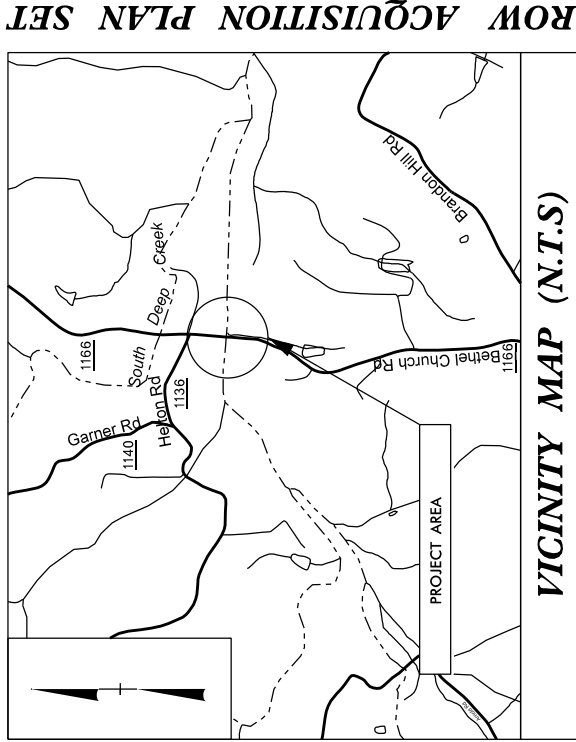 ROW ACQUISITION PLAN SET
Brandon Hill Rd
South Deep Creek
1166
Helton Rd
1136
Garner Rd
1140
Bethel Church Rd
1166
PROJECT AREA
VICINITY MAP (N.T.S)